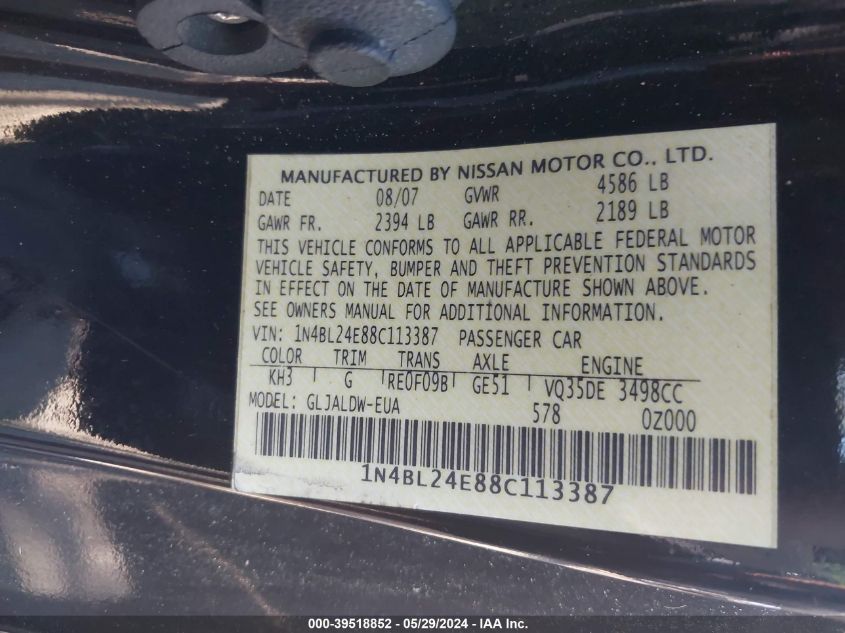 MANUFACTURED BY NISSAN MOTOR CO., LTD.
DATE 08/07 GVWR 4586 LB
GAWR FR. 2394 LB GAWR RR. 2189 LB
THIS VEHICLE CONFORMS TO ALL APPLICABLE FEDERAL MOTOR
VEHICLE SAFETY, BUMPER AND THEFT PREVENTION STANDARDS
IN EFFECT ON THE DATE OF MANUFACTURE SHOWN ABOVE.
SEE OWNERS MANUAL FOR ADDITIONAL INFORMATION.
VIN: 1N4BL24E88C113387 PASSENGER CAR
COLOR TRIM TRANS AXLE ENGINE
KH3 G RE0F09B GE51 VQ35DE 3498CC
MODEL: GLJALDW-EUA 578 0Z000
1N4BL24E88C113387
000-39518852 - 05/29/2024 - IAA Inc.